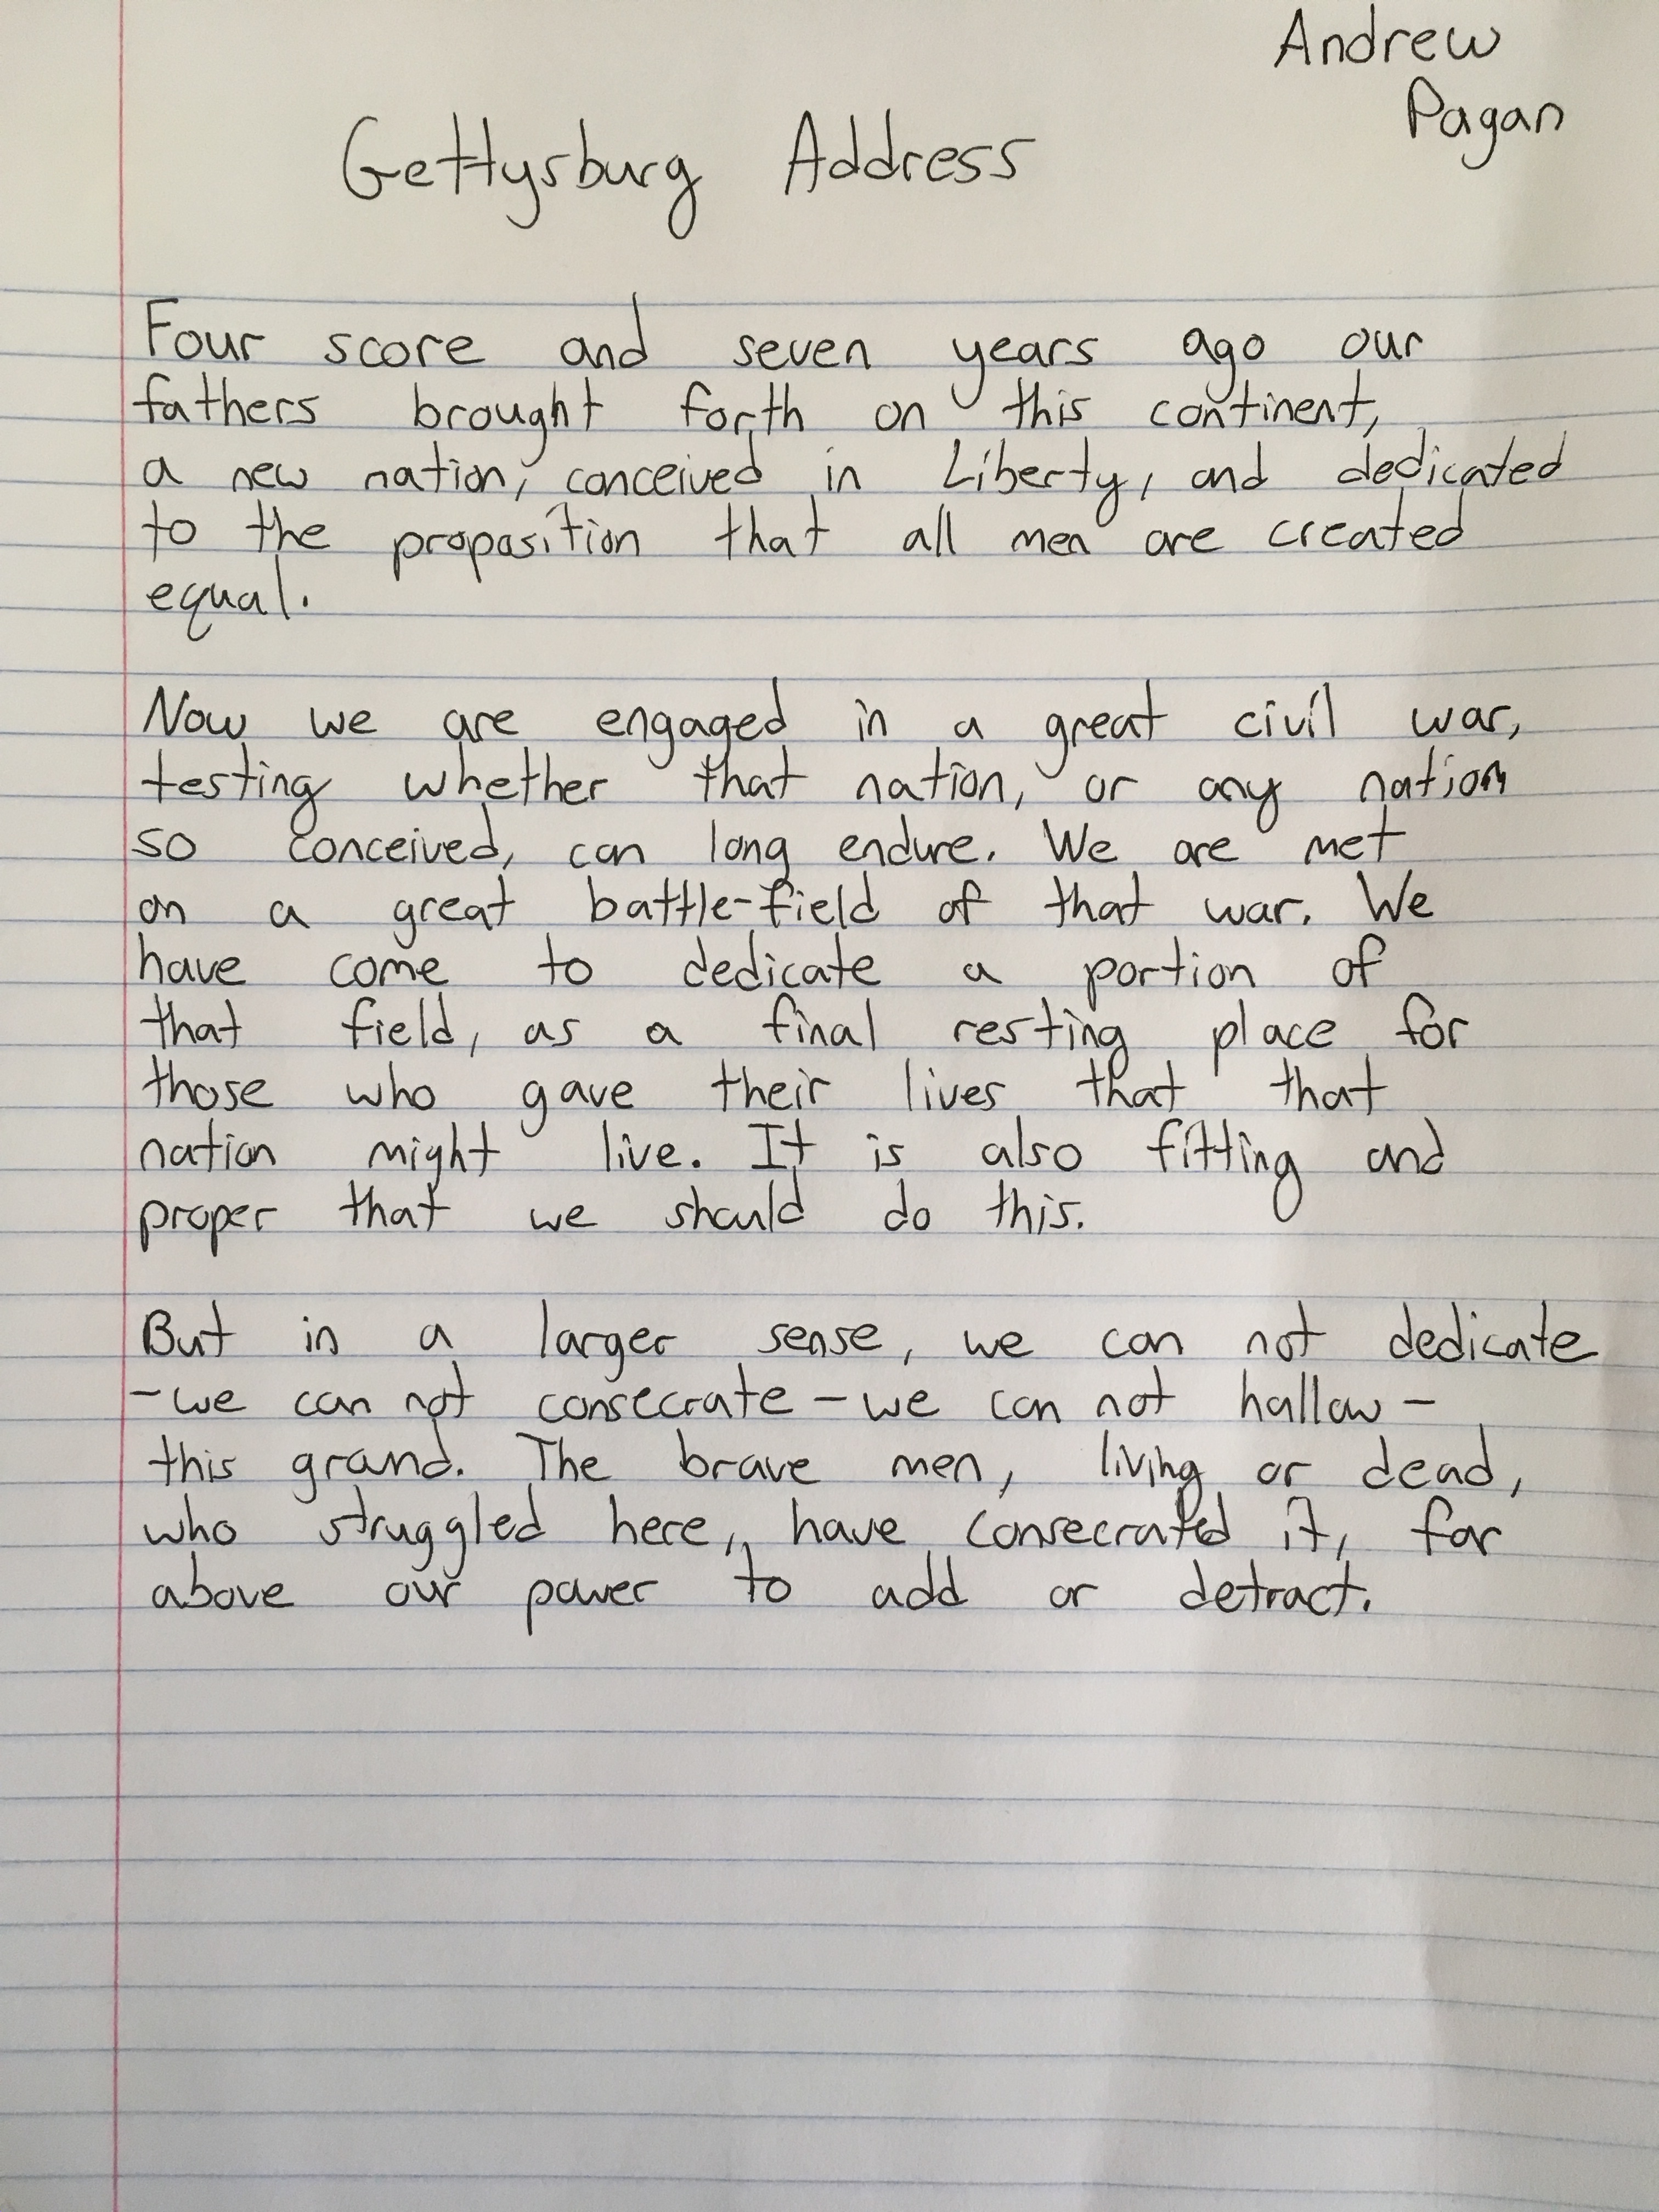 Andrew
Pagan
Gettysburg Address
Four score and seven years ago our
fathers brought forth on this continent,
a new nation, conceived in Liberty, and dedicated
to the proposition that all men are created
equal.
Now we are engaged in a great civil war,
testing whether that nation, or any nation
so conceived, can long endure. We are met
on a great battle-field of that war. We
have come to dedicate a portion of
that field, as a final resting place for
those who gave their lives that that
nation might live. It is also fitting and
proper that we should do this.
But in a larger sense, we can not dedicate
-we can not consecrate-we can not hallow-
this grand. The brave men, living or dead,
who struggled here, have consecrated it, far
above our power to add or detract.